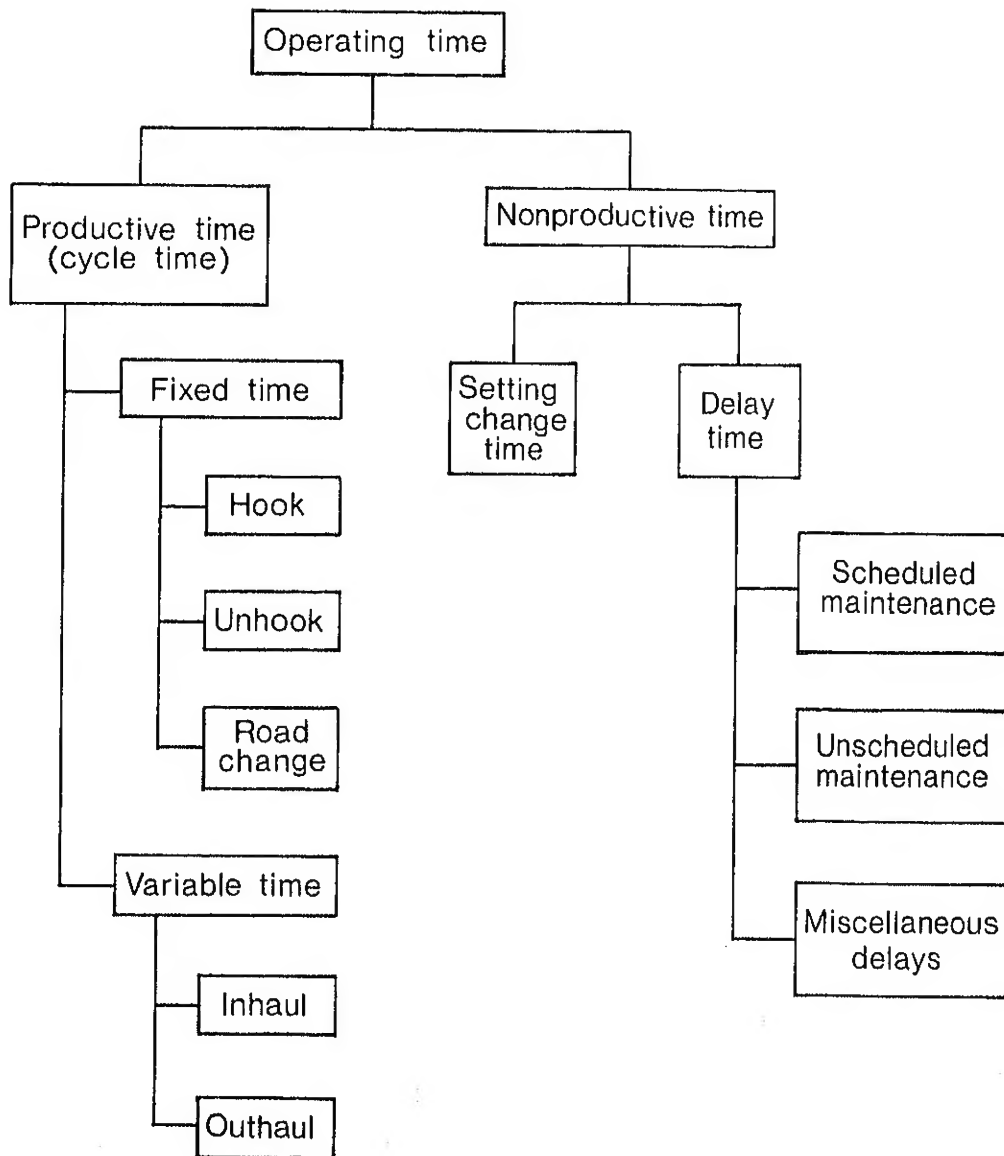 Operating time
Productive time
(cycle time)
Nonproductive time
Fixed time
Setting
change
time
Delay
time
Hook
Unhook
Road
change
Scheduled
maintenance
Unscheduled
maintenance
Variable time
Miscellaneous
delays
Inhaul
Outhaul